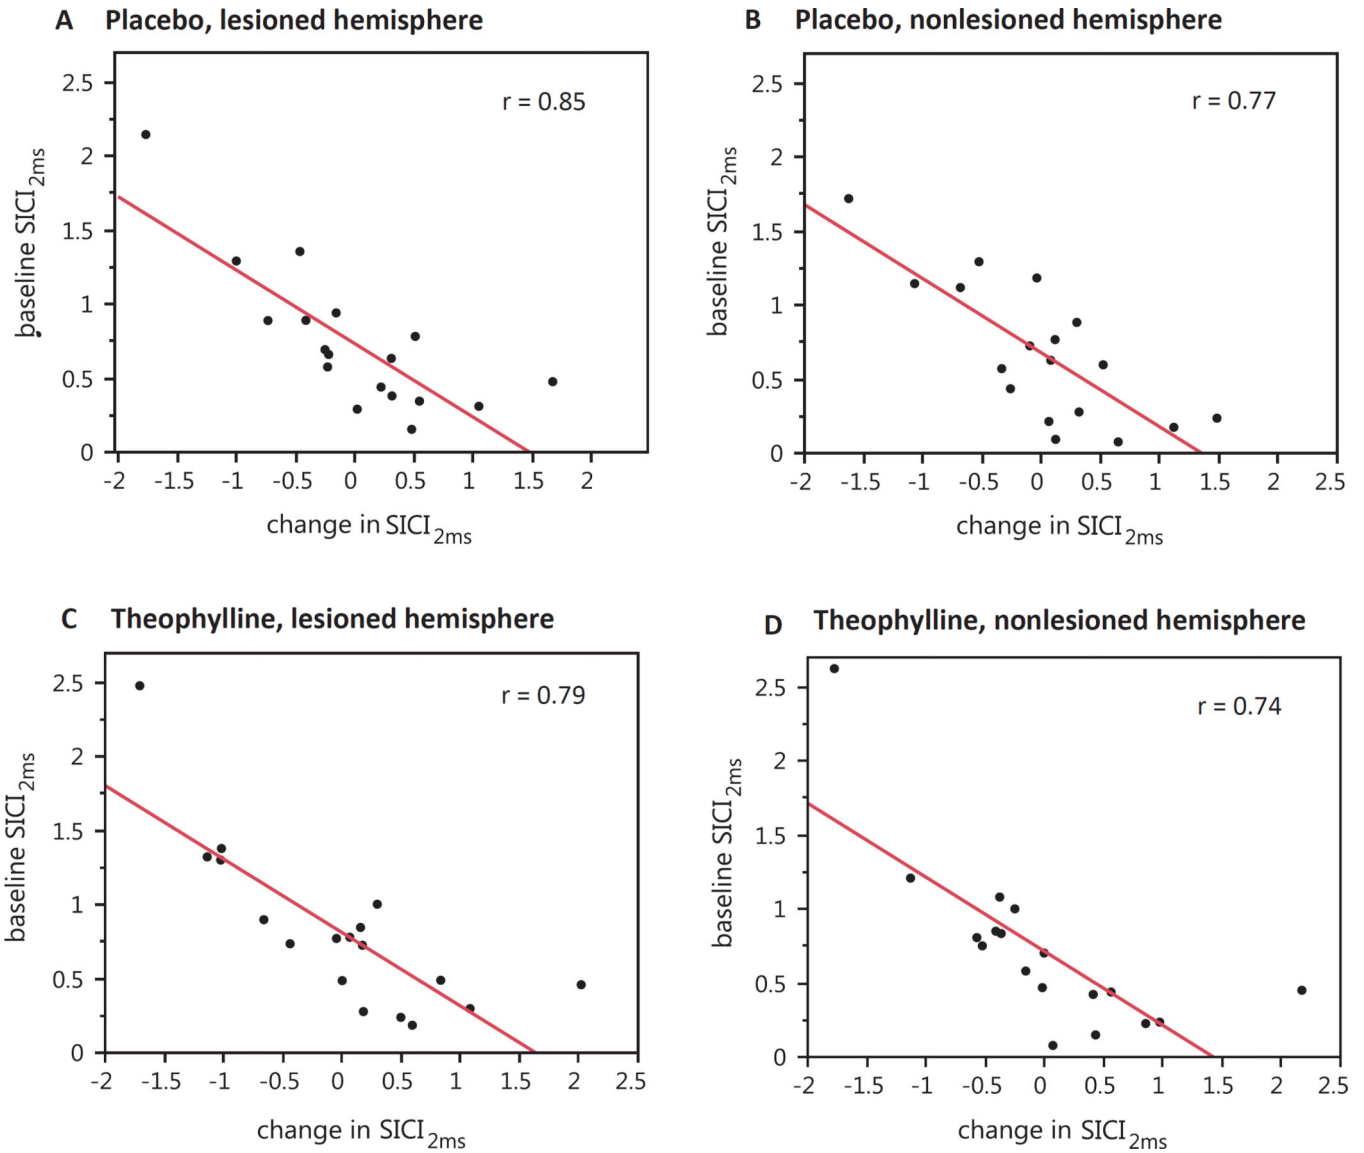 A Placebo, lesioned hemisphere
r = 0.85
baseline SICI2ms
2.5
2
1.5
1
0.5
0
-2 -1.5 -1 -0.5 0 0.5 1 1.5 2
change in SICI2ms
B Placebo, nonlesioned hemisphere
r = 0.77
baseline SICI2ms
2.5
2
1.5
1
0.5
0
-2 -1.5 -1 -0.5 0 0.5 1 1.5 2 2.5
change in SICI2ms
C Theophylline, lesioned hemisphere
r = 0.79
baseline SICI2ms
2.5
2
1.5
1
0.5
0
-2 -1.5 -1 -0.5 0 0.5 1 1.5 2 2.5
change in SICI2ms
D Theophylline, nonlesioned hemisphere
r = 0.74
baseline SICI2ms
2.5
2
1.5
1
0.5
0
-2 -1.5 -1 -0.5 0 0.5 1 1.5 2 2.5
change in SICI2ms